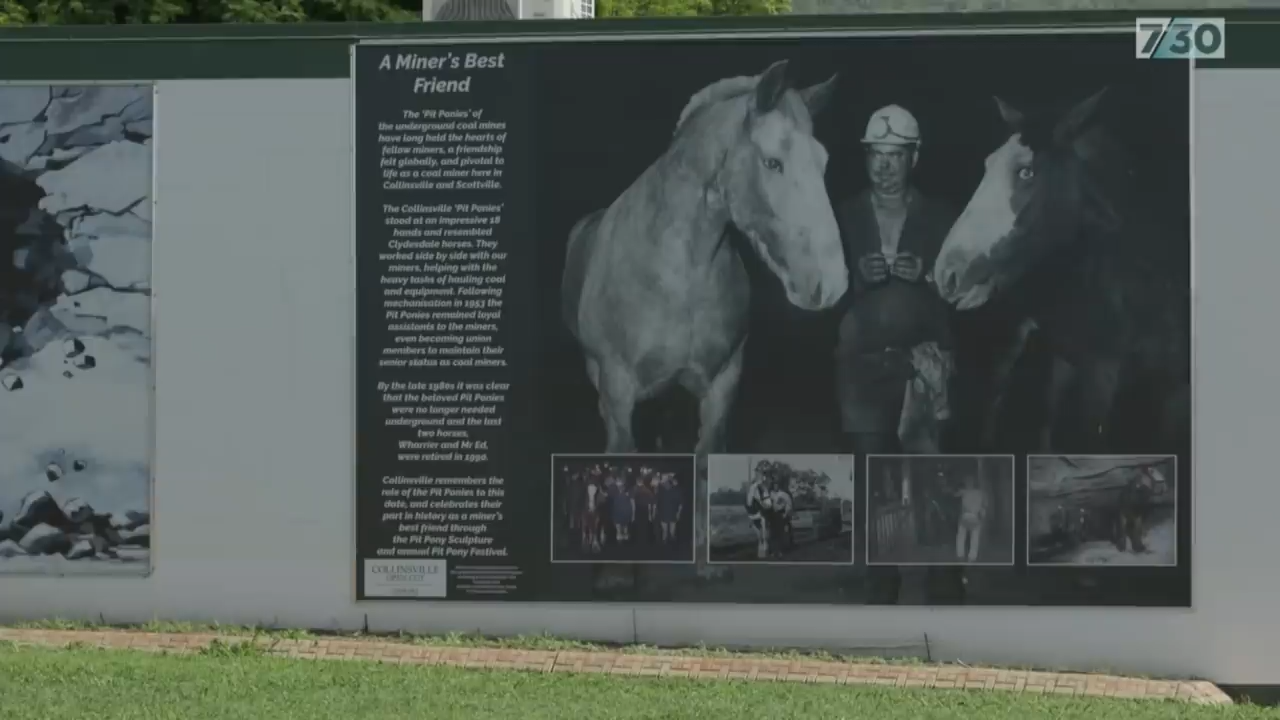 7/30
A Miner's Best
Friend
The 'Pit Ponies' of
the underground coal mines
have long held the hearts of
fellow miners, a friendship
felt globally, and pivotal to
life as a coal miner here in
Collinsville and Scottville.
The Collinsville 'Pit Ponies'
stood at an impressive 18
hands and resembled
Clydesdale horses. They
worked side by side with our
miners, helping with the
heavy tasks of hauling coal
and equipment. Following
mechanisation in 1953 the
Pit Ponies remained loyal
assistants to the miners,
even becoming union
members to maintain their
senior status as coal miners.
By the late 1980s it was clear
that the beloved Pit Ponies
were no longer needed
underground and the last
two horses,
Wharrier and Mr Ed,
were retired in 1990.
Collinsville remembers the
role of the Pit Ponies to this
date, and celebrates their
part in history as a miner's
best friend through
the Pit Pony Sculpture
and annual Pit Pony Festival.
COLLINSVILLE
OPEN CUT